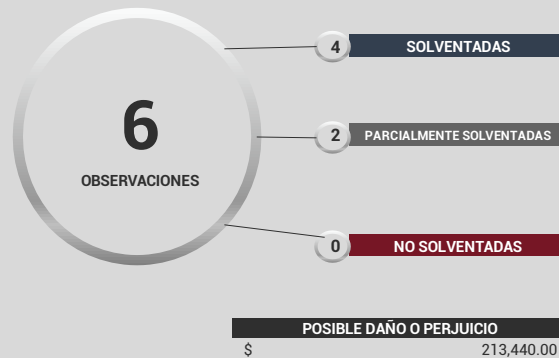 6
OBSERVACIONES
4 SOLVENTADAS
2 PARCIALMENTE SOLVENTADAS
0 NO SOLVENTADAS
POSIBLE DAÑO O PERJUICIO
$ 213,440.00